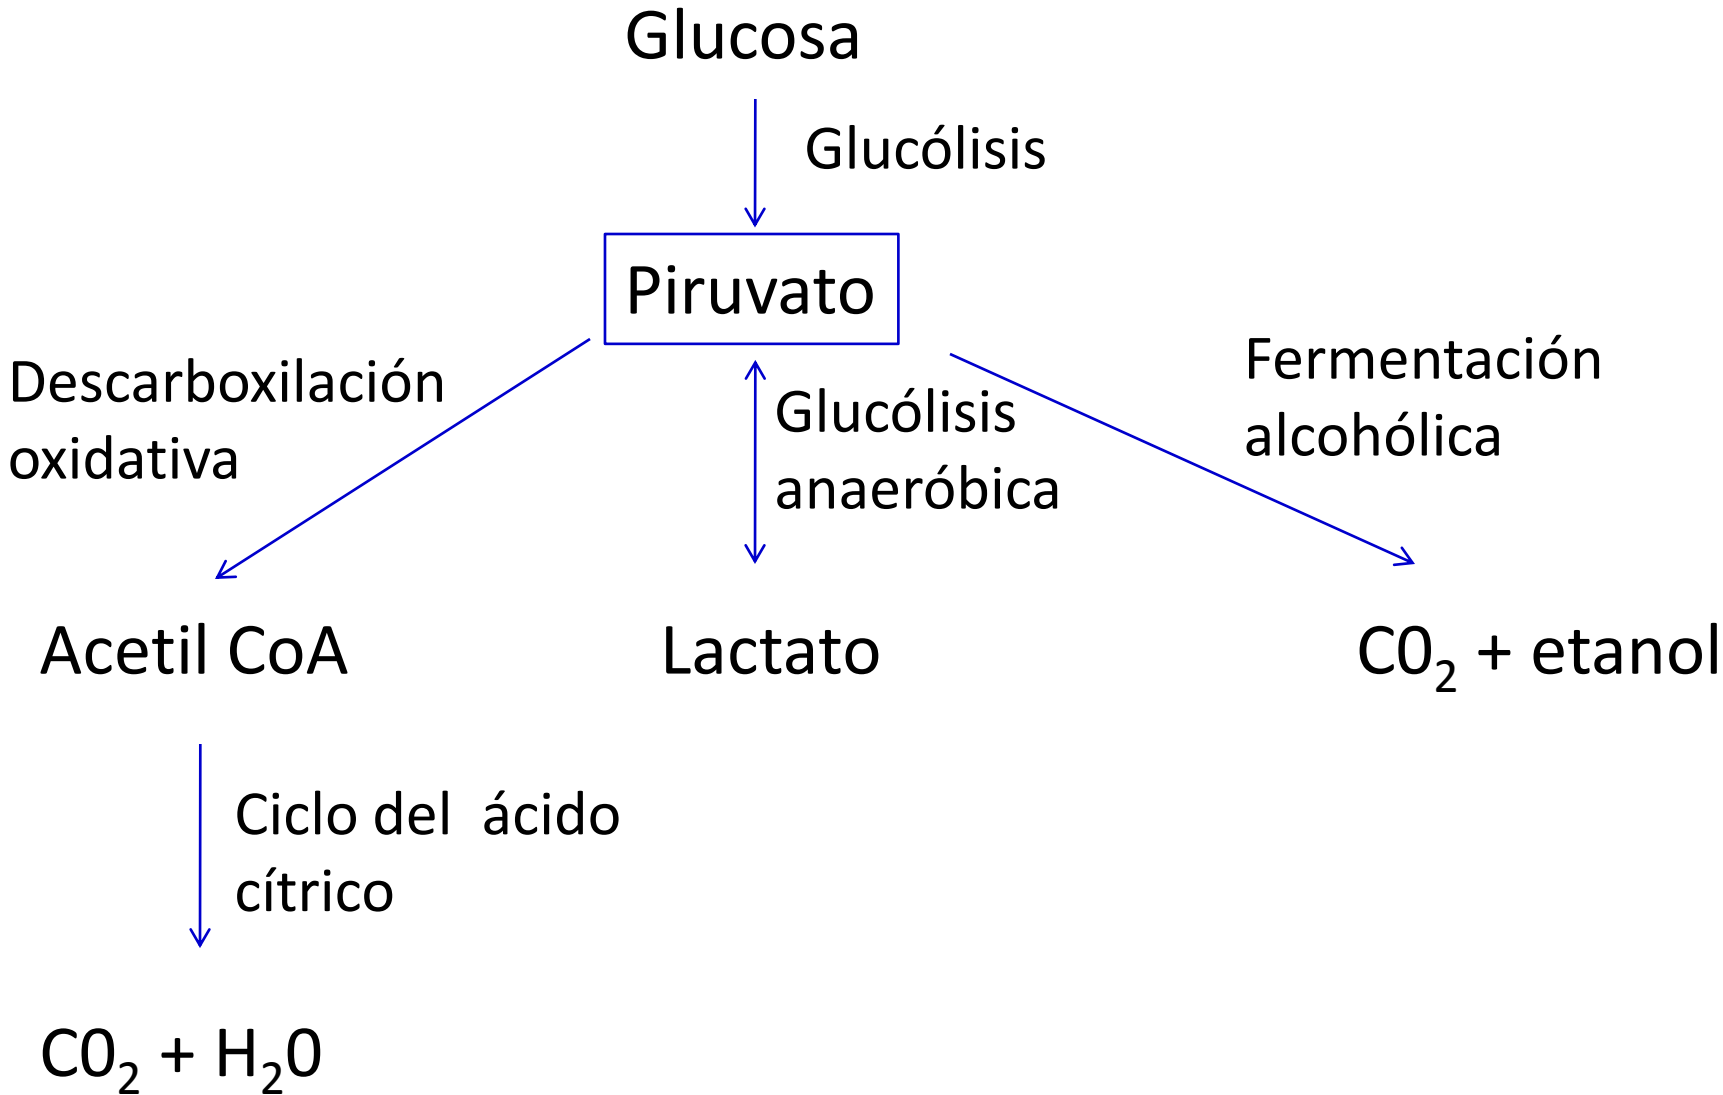 Glucosa
Glucólisis
Piruvato
Descarboxilación
oxidativa
Glucólisis
anaeróbica
Fermentación
alcohólica
Acetil CoA
Lactato
C0₂ + etanol
Ciclo del  ácido
cítrico
C0₂ + H₂0